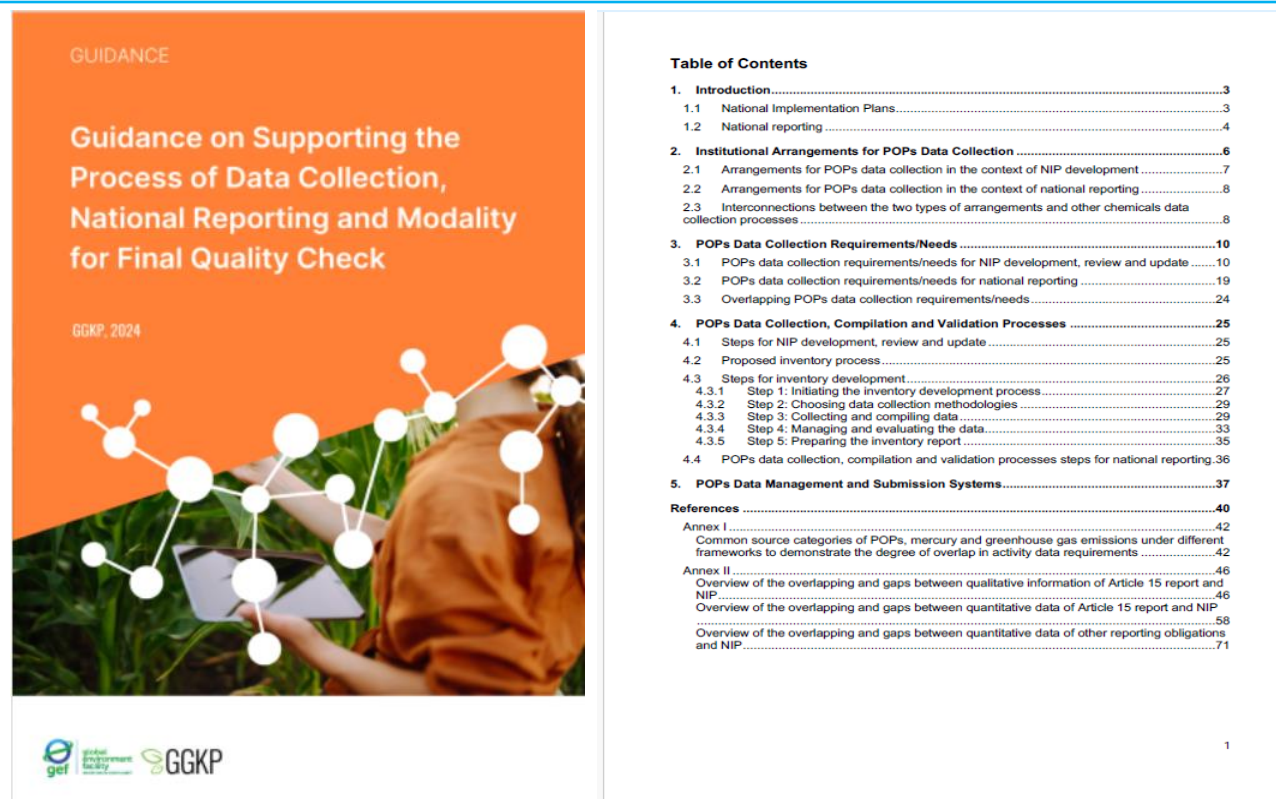 GUIDANCE
Guidance on Supporting the
Process of Data Collection,
National Reporting and Modality
for Final Quality Check
GGKP, 2024
gef
global
environment
facility
GGKP
Table of Contents
1. Introduction 3
1.1 National Implementation Plans 3
1.2 National reporting 4
2. Institutional Arrangements for POPs Data Collection 6
2.1 Arrangements for POPs data collection in the context of NIP development 7
2.2 Arrangements for POPs data collection in the context of national reporting 8
2.3 Interconnections between the two types of arrangements and other chemicals data
collection processes 8
3. POPs Data Collection Requirements/Needs 10
3.1 POPs data collection requirements/needs for NIP development, review and update 10
3.2 POPs data collection requirements/needs for national reporting 19
3.3 Overlapping POPs data collection requirements/needs 24
4. POPs Data Collection, Compilation and Validation Processes 25
4.1 Steps for NIP development, review and update 25
4.2 Proposed inventory process 25
4.3 Steps for inventory development 26
4.3.1 Step 1: Initiating the inventory development process 27
4.3.2 Step 2: Choosing data collection methodologies 29
4.3.3 Step 3: Collecting and compiling data 29
4.3.4 Step 4: Managing and evaluating the data 33
4.3.5 Step 5: Preparing the inventory report 35
4.4 POPs data collection, compilation and validation processes steps for national reporting. 36
5. POPs Data Management and Submission Systems 37
References 40
Annex I 42
Common source categories of POPs, mercury and greenhouse gas emissions under different
frameworks to demonstrate the degree of overlap in activity data requirements 42
Annex II 46
Overview of the overlapping and gaps between qualitative information of Article 15 report and
NIP 46
Overview of the overlapping and gaps between quantitative data of Article 15 report and NIP
58
Overview of the overlapping and gaps between quantitative data of other reporting obligations
and NIP 71
1